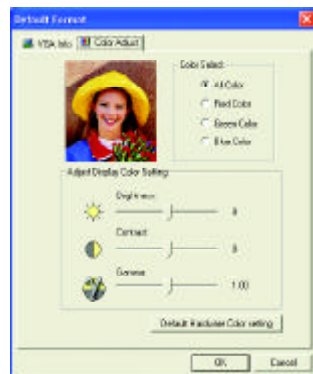 Default Format
VGA Info
Color Adjust
Color Select
All Color
Red Color
Green Color
Blue Color
Adjust Display Color Setting
Brightness
0
Contrast
0
Gamma
1.00
Default Hardware Color setting
OK
Cancel